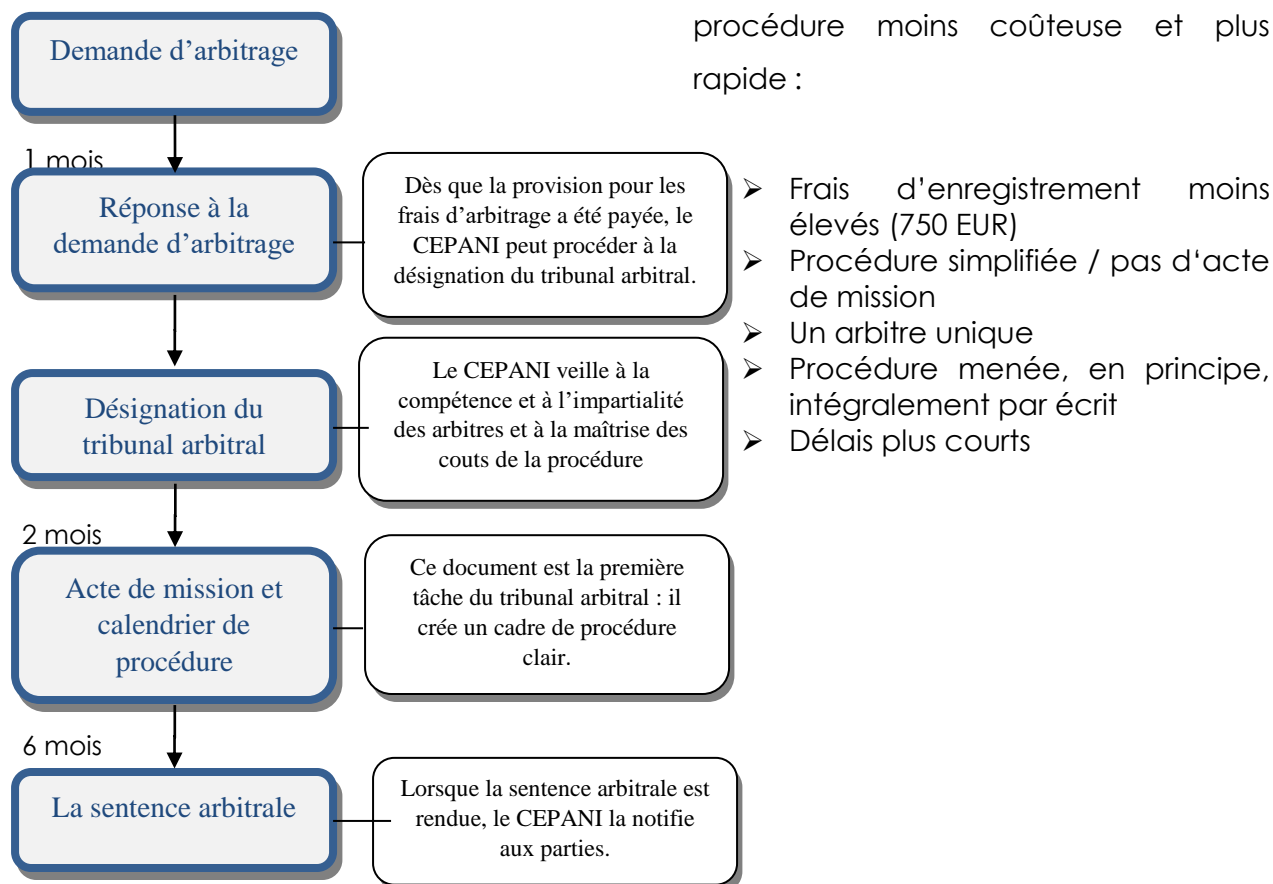 Demande d’arbitrage
1 mois
Réponse à la
demande d’arbitrage
Dès que la provision pour les
frais d’arbitrage a été payée, le
CEPANI peut procéder à la
désignation du tribunal arbitral.
Désignation du
tribunal arbitral
Le CEPANI veille à la
compétence et à l’impartialité
des arbitres et à la maîtrise des
couts de la procédure
2 mois
Acte de mission et
calendrier de
procédure
Ce document est la première
tâche du tribunal arbitral : il
crée un cadre de procédure
clair.
6 mois
La sentence arbitrale
Lorsque la sentence arbitrale est
rendue, le CEPANI la notifie
aux parties.
procédure moins coûteuse et plus
rapide :
➢ Frais d’enregistrement moins
élevés (750 EUR)
➢ Procédure simplifiée / pas d‘acte
de mission
➢ Un arbitre unique
➢ Procédure menée, en principe,
intégralement par écrit
➢ Délais plus courts